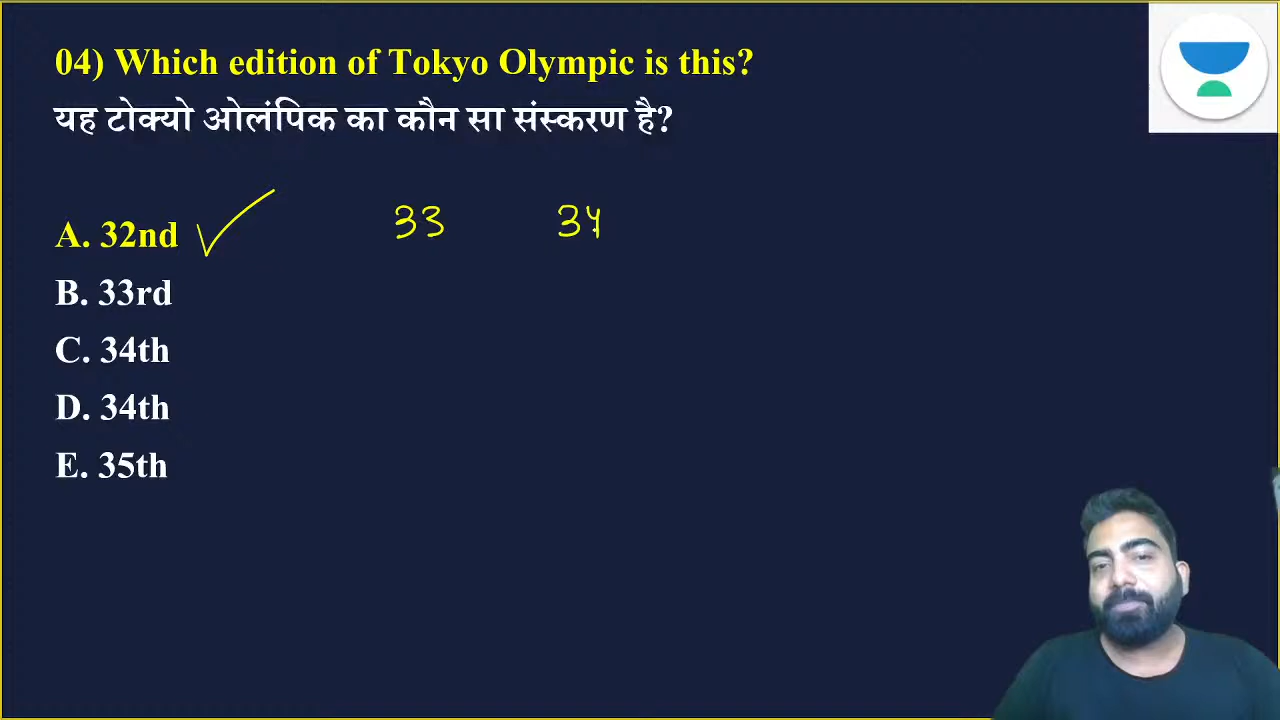 04) Which edition of Tokyo Olympic is this?
यह टोक्यो ओलंपिक का कौन सा संस्करण है?
A. 32nd
33 34
B. 33rd
C. 34th
D. 34th
E. 35th